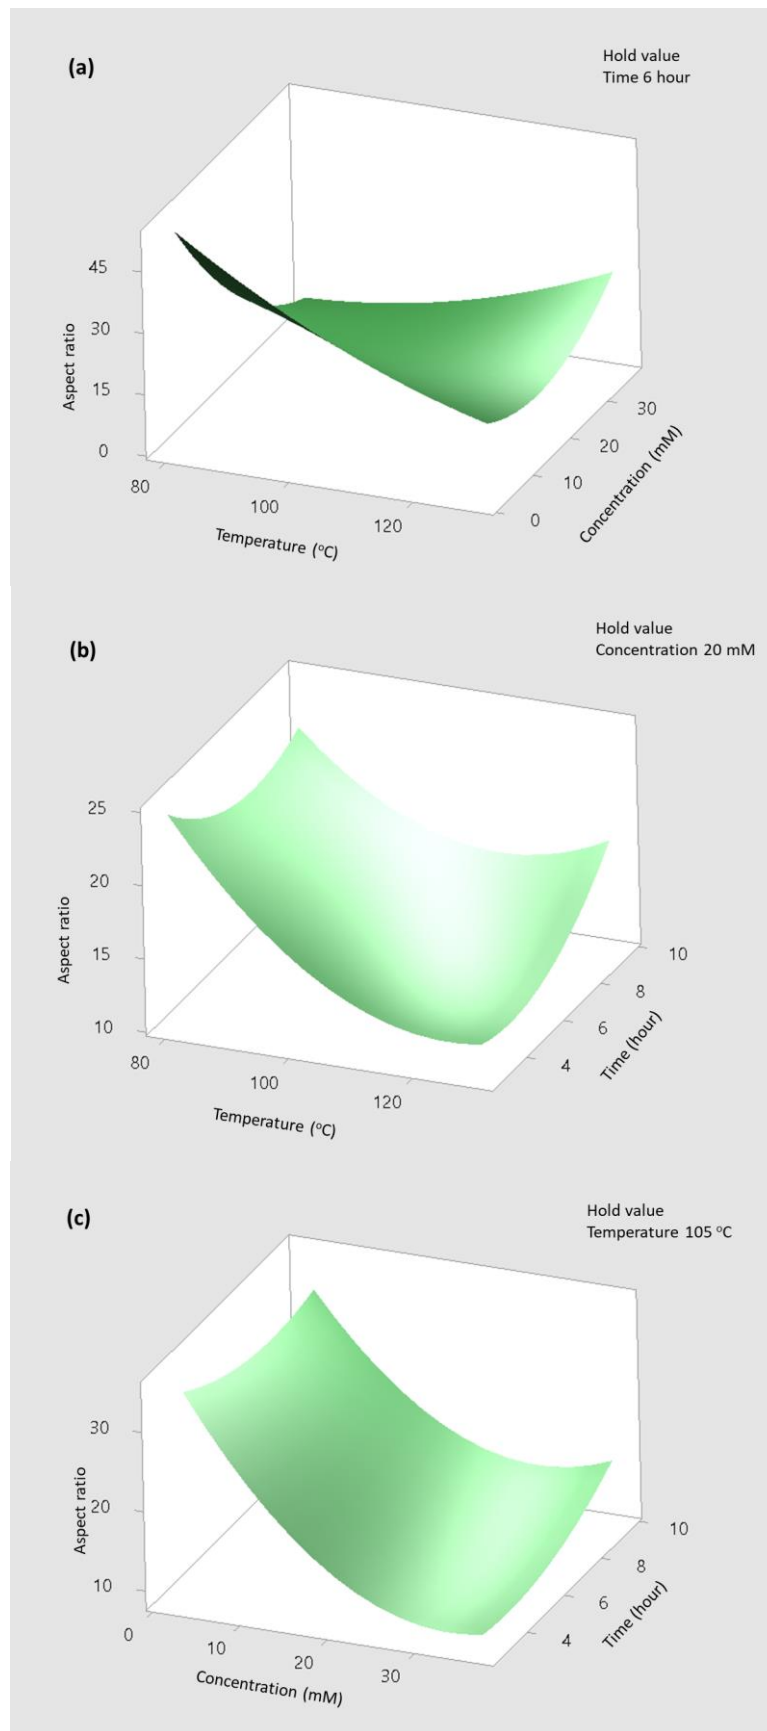 (a)
Hold value
Time 6 hour
45
30
15
0
Aspect ratio
80
100
120
Temperature (°C)
0
10
20
30
Concentration (mM)
(b)
Hold value
Concentration 20 mM
25
20
15
10
Aspect ratio
80
100
120
Temperature (°C)
4
6
8
10
Time (hour)
(c)
Hold value
Temperature 105 °C
30
20
10
Aspect ratio
0
10
20
30
Concentration (mM)
4
6
8
10
Time (hour)